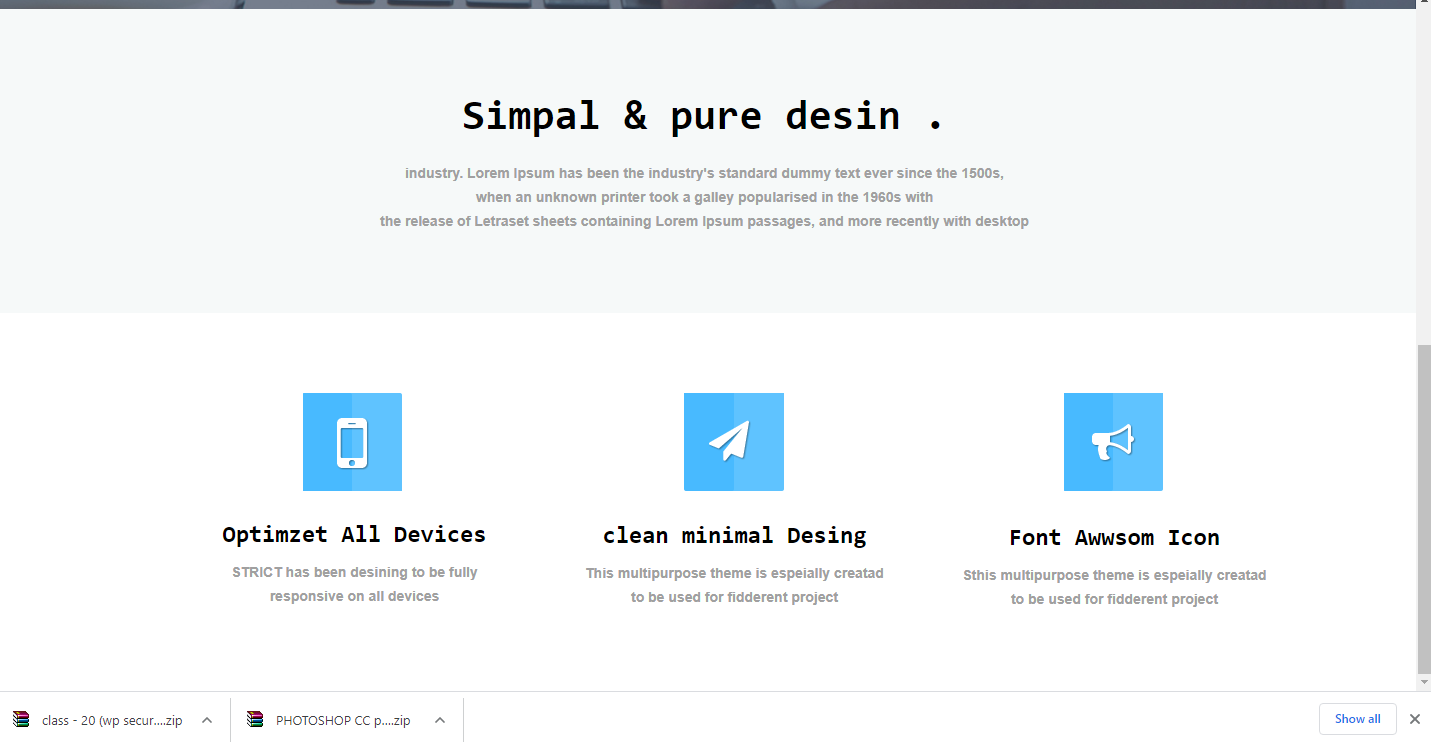 Simpal & pure desin .
industry. Lorem Ipsum has been the industry's standard dummy text ever since the 1500s,
when an unknown printer took a galley popularised in the 1960s with
the release of Letraset sheets containing Lorem Ipsum passages, and more recently with desktop
Optimzet All Devices
STRICT has been desining to be fully
responsive on all devices
clean minimal Desing
This multipurpose theme is espeially creatad
to be used for fidderent project
Font Awwsom Icon
Sthis multipurpose theme is espeially creatad
to be used for fidderent project
class - 20 (wp secur....zip
PHOTOSHOP CC p....zip
Show all